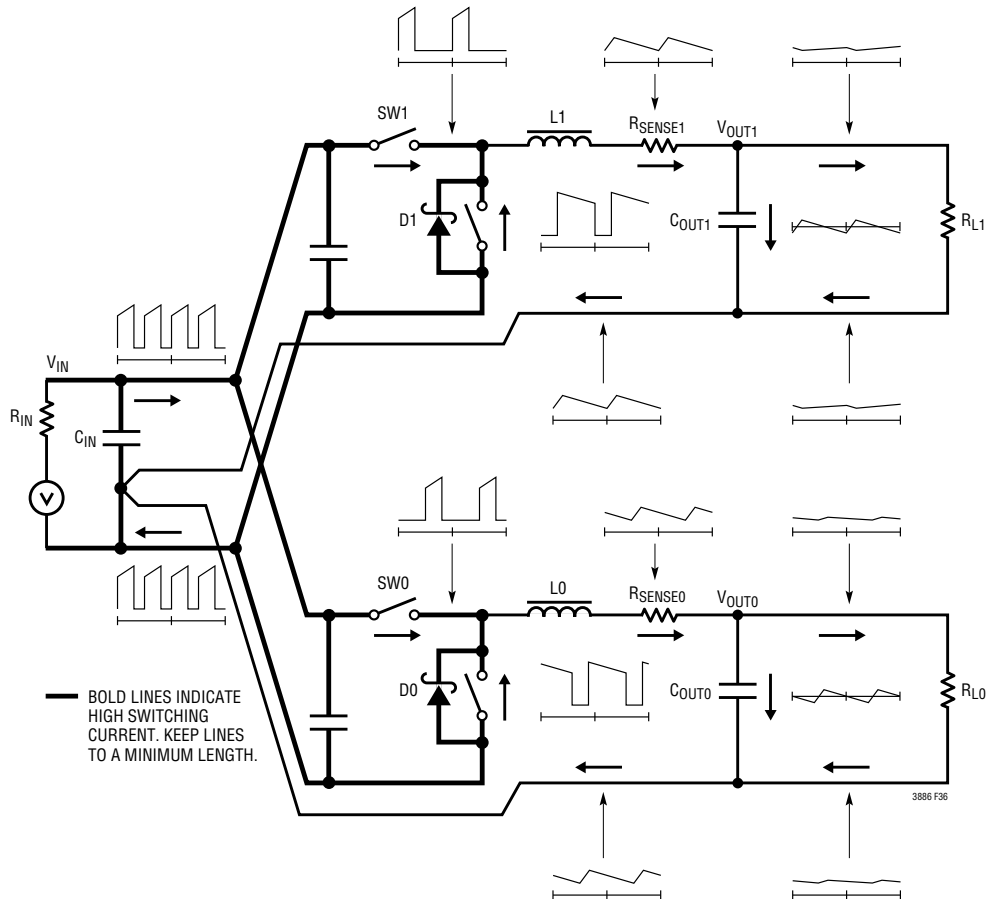 SW1
L1
RSENSE1
VOUT1
D1
COUT1
RL1
VIN
RIN
CIN
V
SW0
L0
RSENSE0
VOUT0
D0
COUT0
RL0
BOLD LINES INDICATE
HIGH SWITCHING
CURRENT. KEEP LINES
TO A MINIMUM LENGTH.
3886 F36